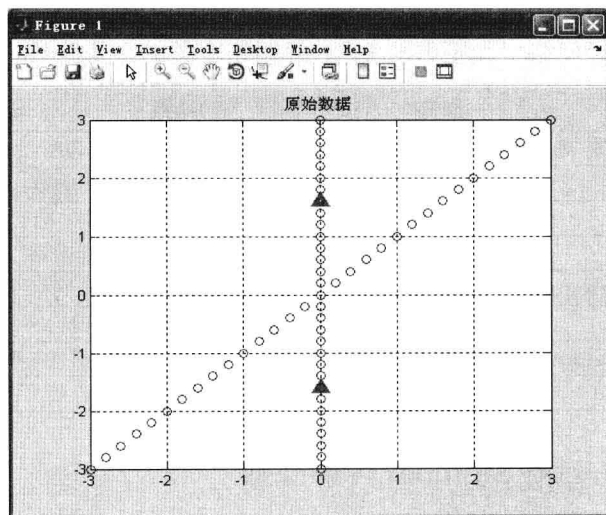 Figure 1
File Edit View Insert Tools Desktop Window Help
原始数据
3
2
1
0
-1
-2
-3
-3 -2 -1 0 1 2 3